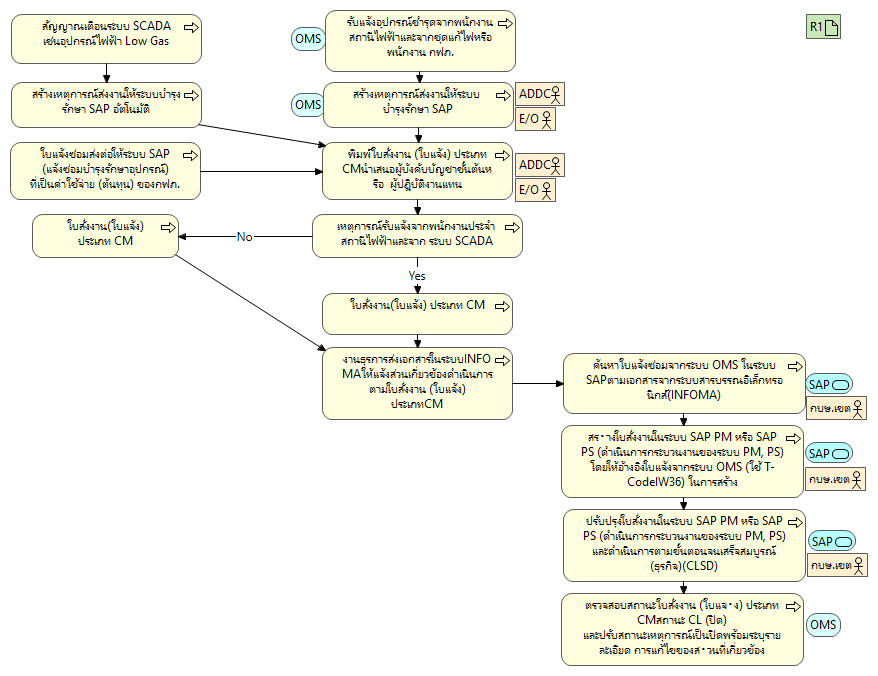 สัญญาณเตือนระบบ SCADA
เช่นอุปกรณ์ไฟฟ้า Low Gas
OMS
รับแจ้งอุปกรณ์ชำรุดจากพนักงาน
สถานีไฟฟ้าและจากชุดแก้ไฟหรือ
พนักงาน กฟภ.
R1
สร้างเหตุการณ์ส่งงานให้ระบบบำรุง
รักษา SAP อัตโนมัติ
OMS
สร้างเหตุการณ์ส่งงานให้ระบบ
บำรุงรักษา SAP
ADDC
E/O
ใบแจ้งซ่อมส่งต่อให้ระบบ SAP
(แจ้งซ่อมบำรุงรักษาอุปกรณ์)
ที่เป็นค่าใช้จ่าย (ต้นทุน) ของกฟภ.
พิมพ์ใบสั่งงาน (ใบแจ้ง) ประเภท
CMนำเสนอผู้บังคับบัญชาชั้นต้นห
รือ ผู้ปฎิบัติงานแทน
ADDC
E/O
ใบสั่งงาน(ใบแจ้ง)
ประเภท CM
No
เหตุการณ์รับแจ้งจากพนักงานประจำ
สถานีไฟฟ้าและจาก ระบบ SCADA
Yes
ใบสั่งงาน(ใบแจ้ง) ประเภท CM
งานธุรการส่งเอกสารในระบบINFO
MAให้แจ้งส่วนเกี่ยวข้องดำเนินการ
ตามใบสั่งงาน (ใบแจ้ง)
ประเภทCM
ค้นหาใบแจ้งซ่อมจากระบบ OMS ในระบบ
SAPตามเอกสารจากระบบสารบรรณอิเล็กทรอ
นิกส์(INFOMA)
SAP
กบษ.เขต
สร・างใบสั่งงานในระบบ SAP PM หรือ SAP
PS (ดำเนินการกระบวนงานของระบบ PM, PS)
โดยให้อ้างอิงใบแจ้งจากระบบ OMS (ใช้ T-
CodeIW36) ในการสร้าง
SAP
กบษ.เขต
ปรับปรุงใบสั่งงานในระบบ SAP PM หรือ SAP
PS (ดำเนินการกระบวนงานของระบบ PM, PS)
และดำเนินการตามขั้นตอนจนเสร็จสมบูรณ์
(ธุรกิจ)(CLSD)
SAP
กบษ.เขต
ตรวจสอบสถานะใบสั่งงาน (ใบแจ・ง) ประเภท
CMสถานะ CL (ปิด)
และปรับสถานะเหตุการณ์เป็นปิดพร้อมระบุราย
ละเอียด การแก้ไขของส・วนที่เกี่ยวข้อง
OMS